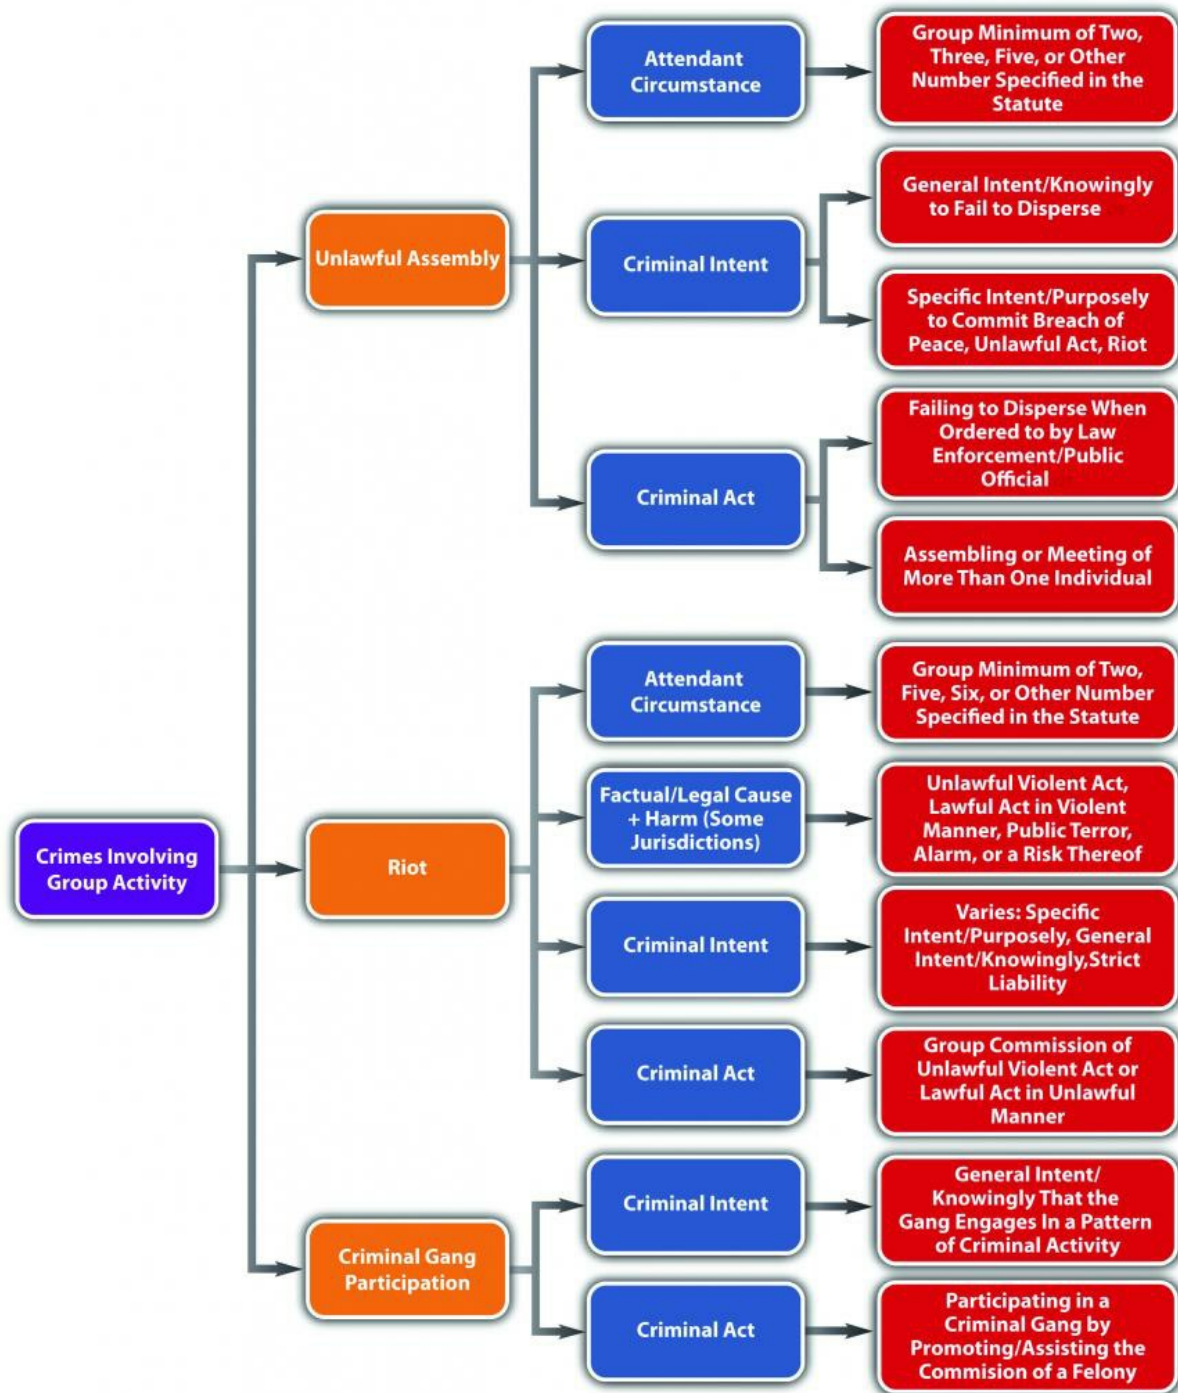 Attendant
Circumstance
Group Minimum of Two,
Three, Five, or Other
Number Specified in the
Statute
Unlawful Assembly
Criminal Intent
General Intent/Knowingly
to Fail to Disperse
Specific Intent/Purposely
to Commit Breach of
Peace, Unlawful Act, Riot
Criminal Act
Failing to Disperse When
Ordered to by Law
Enforcement/Public
Official
Assembling or Meeting of
More Than One Individual
Crimes Involving
Group Activity
Riot
Attendant
Circumstance
Group Minimum of Two,
Five, Six, or Other Number
Specified in the Statute
Factual/Legal Cause
+ Harm (Some
Jurisdictions)
Unlawful Violent Act,
Lawful Act in Violent
Manner, Public Terror,
Alarm, or a Risk Thereof
Criminal Intent
Varies: Specific
Intent/Purposely, General
Intent/Knowingly,Strict
Liability
Criminal Act
Group Commission of
Unlawful Violent Act or
Lawful Act in Unlawful
Manner
Criminal Gang
Participation
Criminal Intent
General Intent/
Knowingly That the
Gang Engages In a Pattern
of Criminal Activity
Criminal Act
Participating in a
Criminal Gang by
Promoting/Assisting the
Commision of a Felony